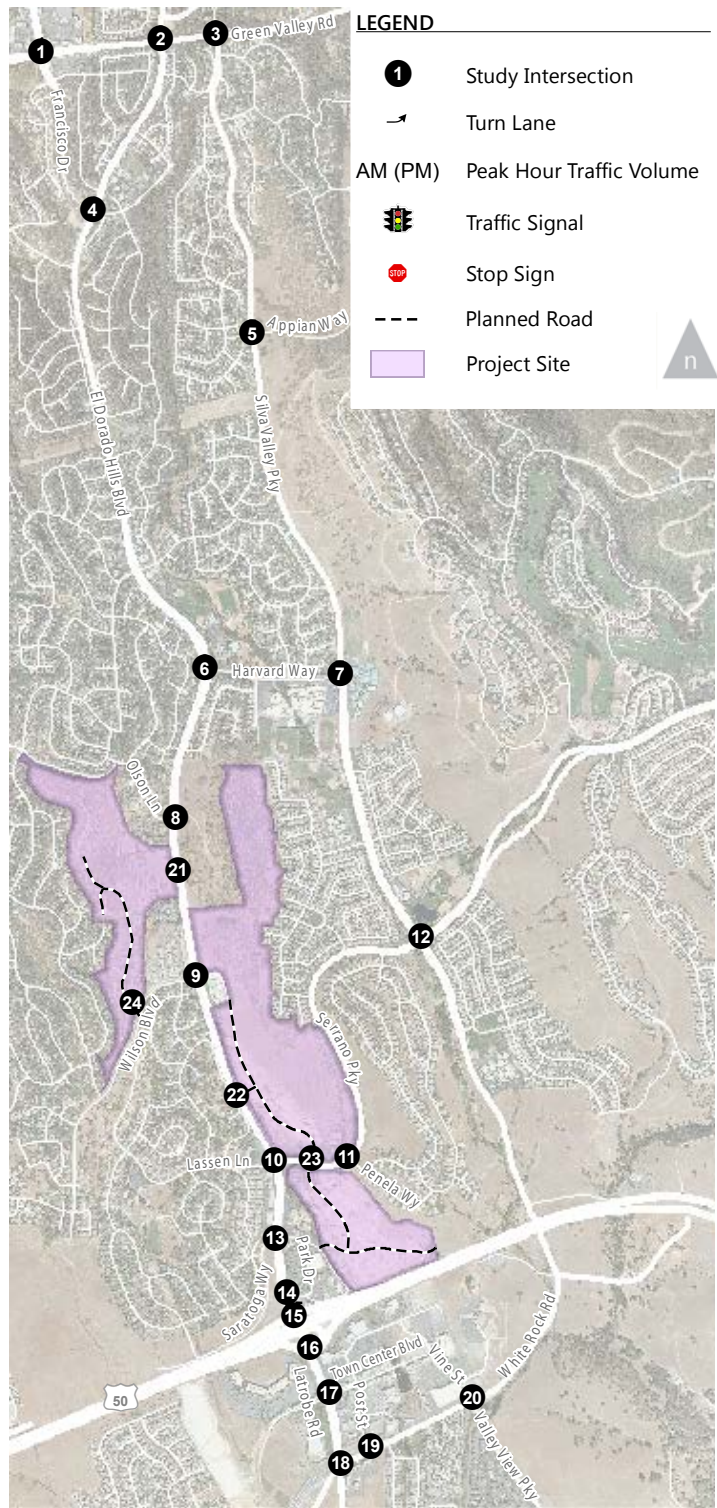 LEGEND
1 Study Intersection
Turn Lane
AM (PM) Peak Hour Traffic Volume
Traffic Signal
STOP Stop Sign
Planned Road
Project Site
n
1
2
3
Green Valley Rd
Francisco Dr
4
5
Appian Way
El Dorado Hills Blvd
Silva Valley Pky
6
Harvard Way
7
Olson Ln
8
21
12
9
24
Wilson Blvd
Serrano Pky
22
Lassen Ln
10
23
11
Penela Wy
13
Park Dr
Saratoga Wy
14
15
16
50
Latrobe Rd
Town Center Blvd
Vine St
White Rock Rd
17
Post St
20
Valley View Pky
19
18